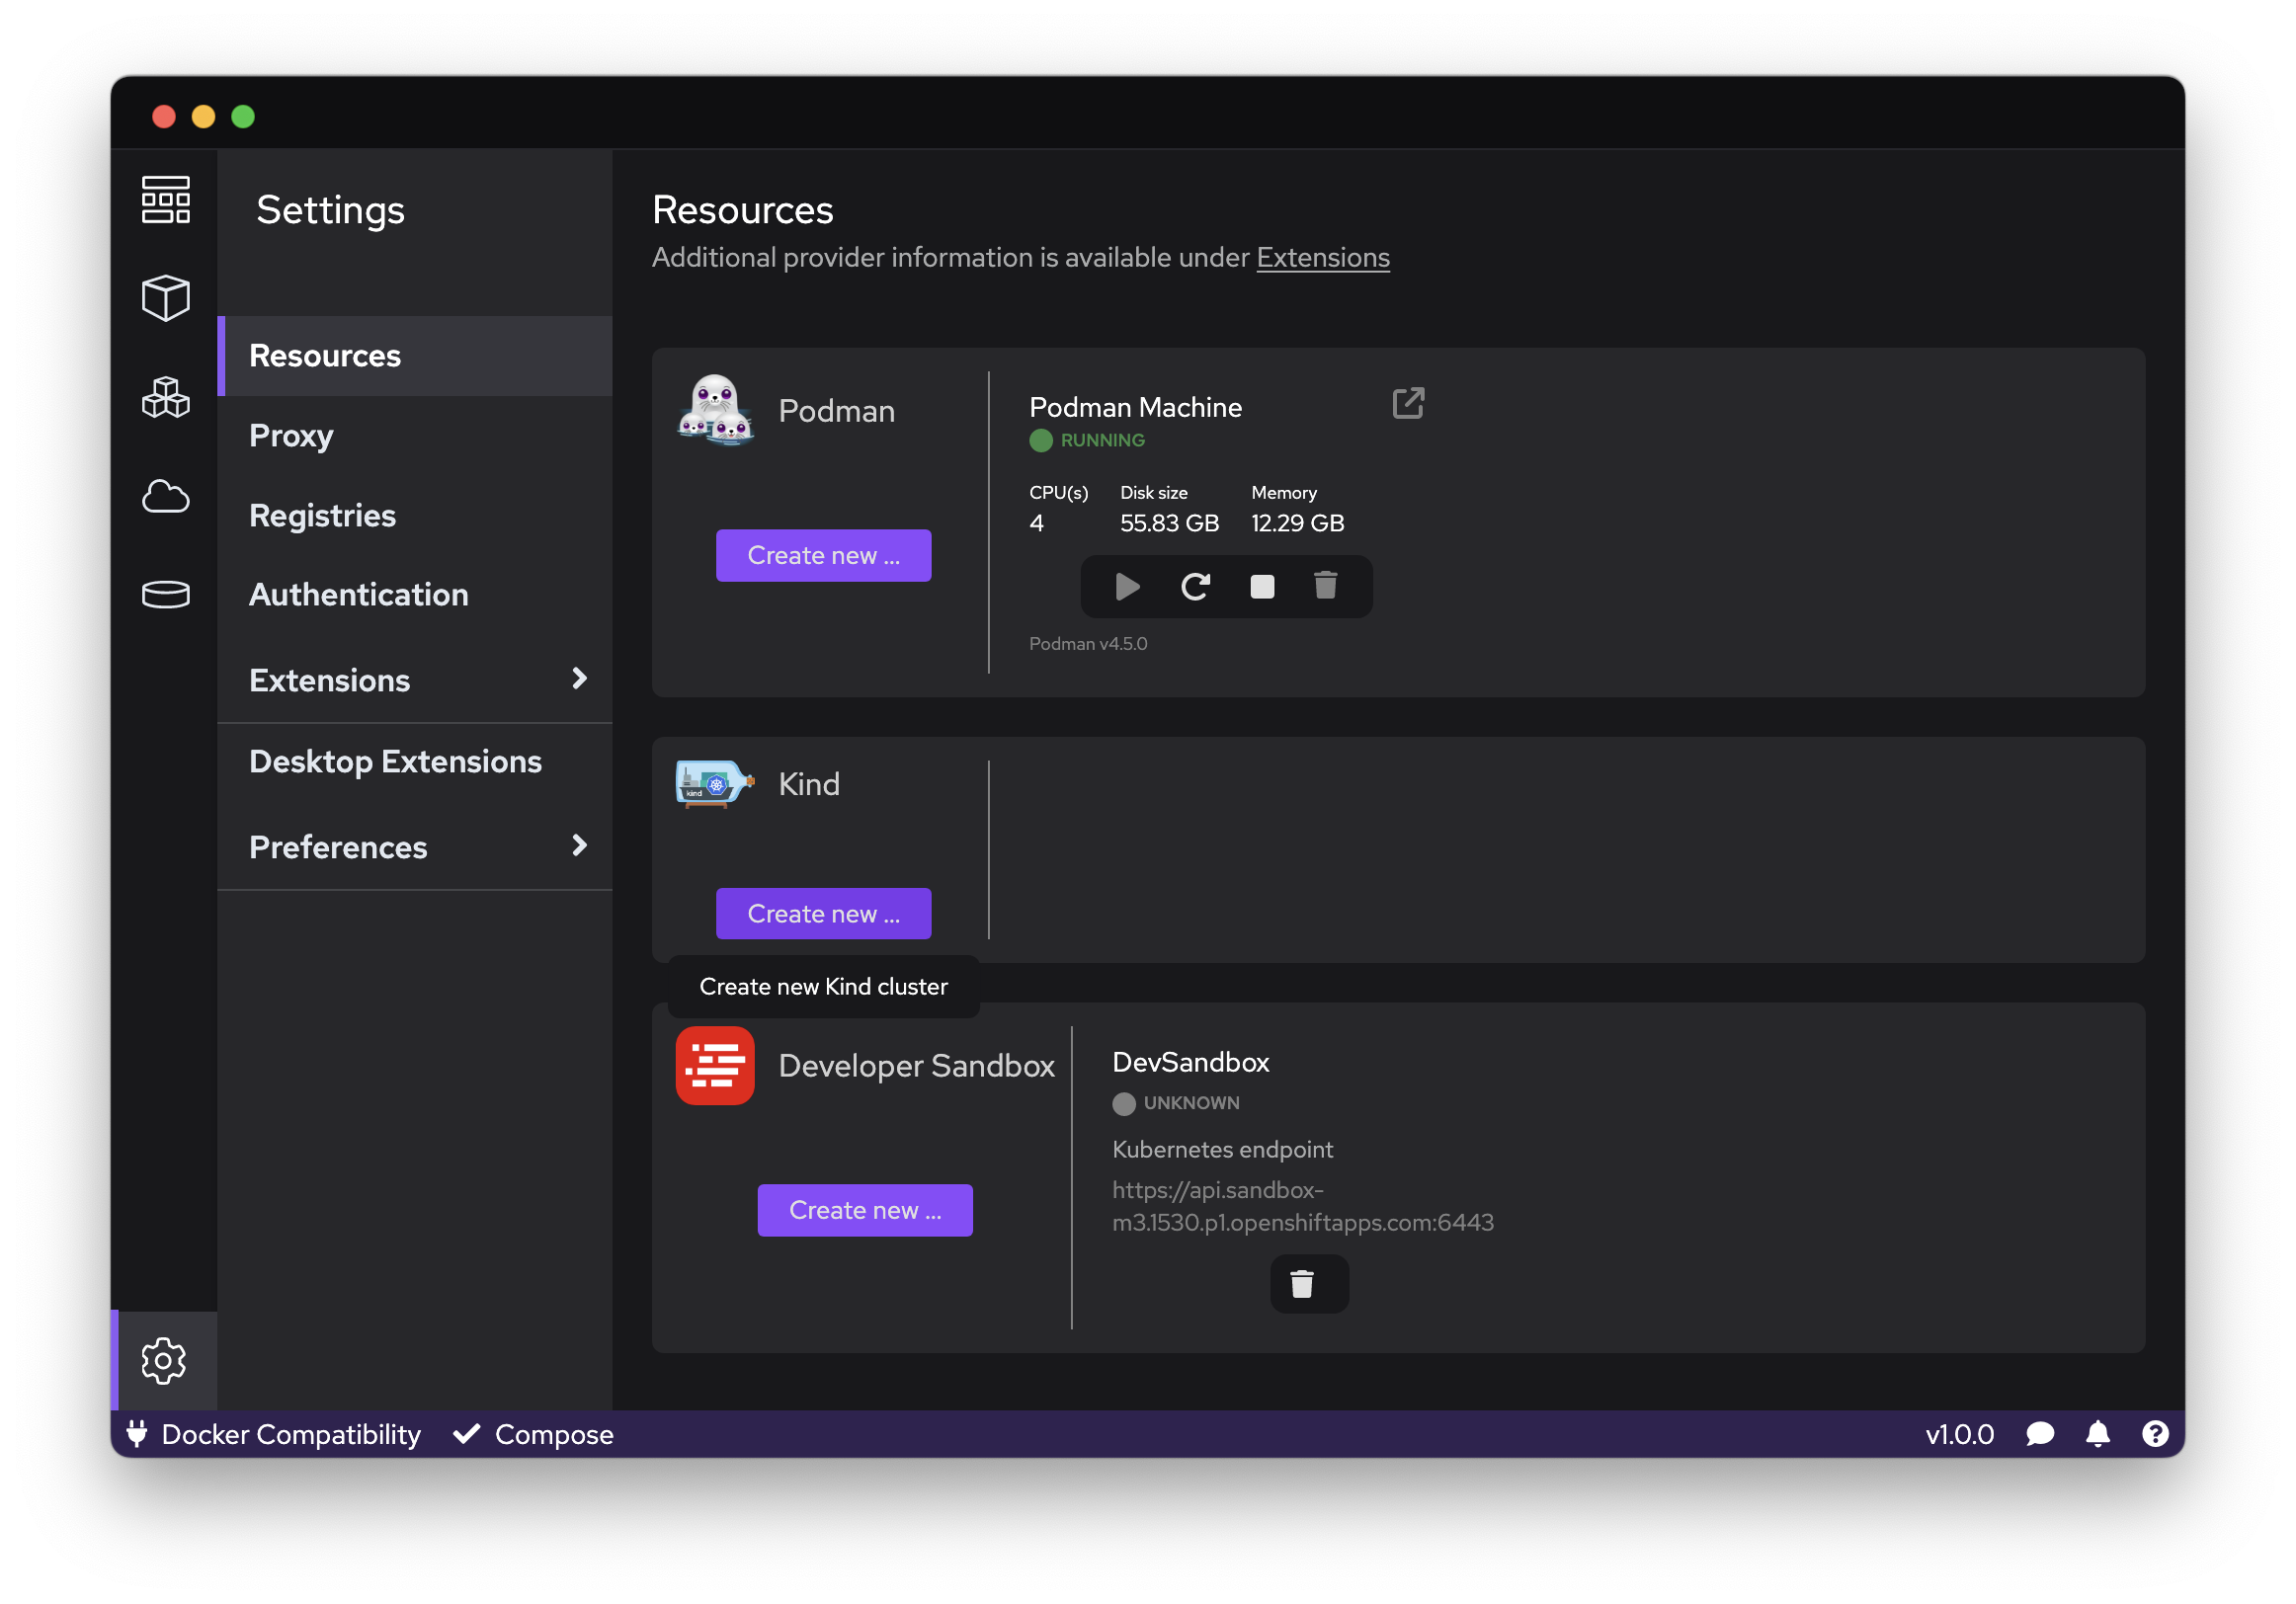 Settings
Resources
Proxy
Registries
Authentication
Extensions
Desktop Extensions
Preferences
Resources
Additional provider information is available under Extensions
Podman
Create new ...
Podman Machine
RUNNING
CPU(s) Disk size Memory
4 55.83 GB 12.29 GB
Podman v4.5.0
kind
Kind
Create new ...
Create new Kind cluster
Developer Sandbox
Create new ...
DevSandbox
UNKNOWN
Kubernetes endpoint
https://api.sandbox-
m3.1530.p1.openshiftapps.com:6443
Docker Compatibility Compose v1.0.0